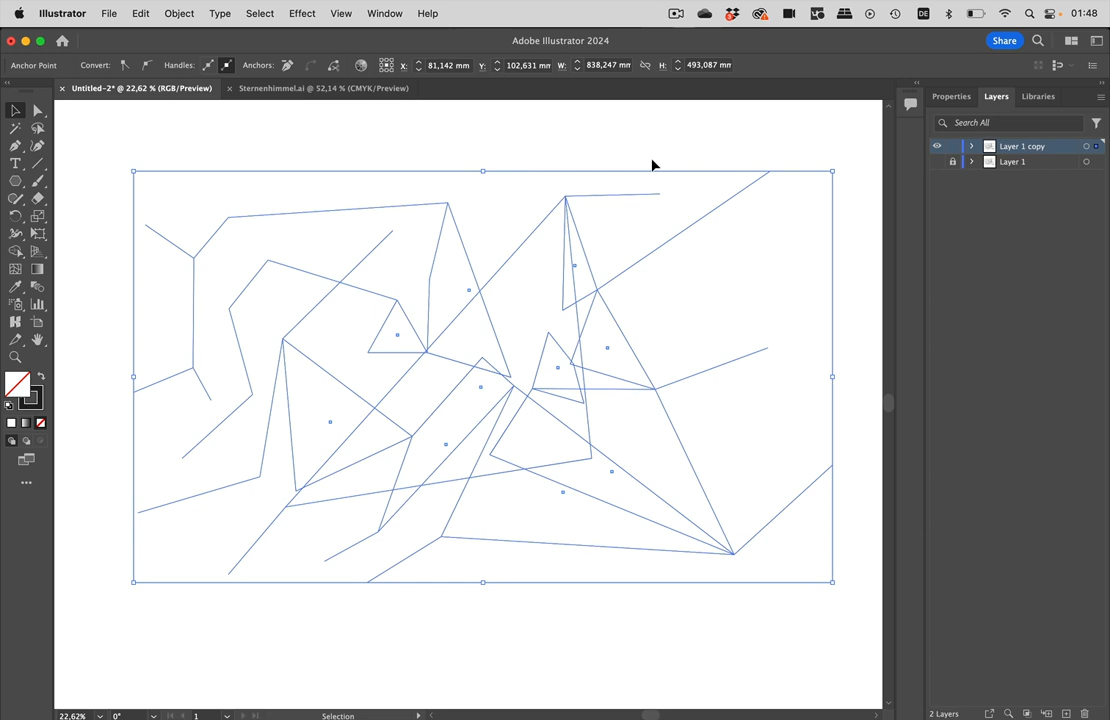 Illustrator File Edit Object Type Select Effect View Window Help
3
DE
01:48
Adobe Illustrator 2024
Share
Anchor Point Convert: Handles: Anchors: X: 81,142 mm Y: 102,631 mm W: 838,247 mm H: 493,087 mm
Untitled-2* @ 22,62 % (RGB/Preview)
Sternenhimmel.ai @ 52,14 % (CMYK/Preview)
Properties Layers Libraries
Search All
Layer 1 copy
Layer 1
22,62% 0° 1 Selection
2 Layers